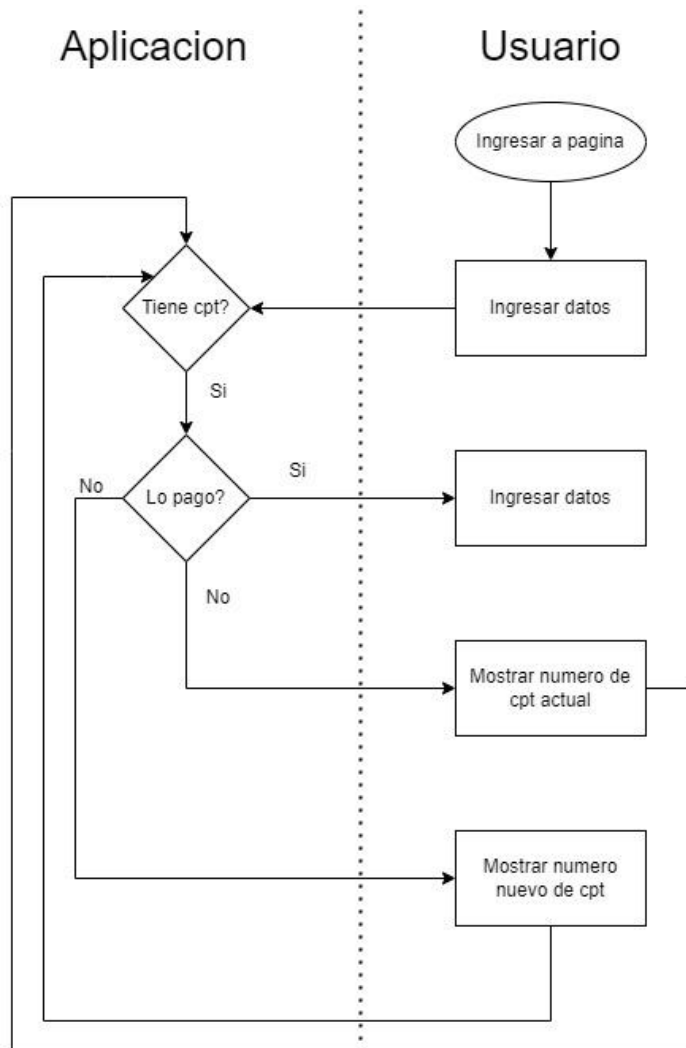 Aplicacion
Usuario
Ingresar a pagina
Tiene cpt?
Ingresar datos
Si
No
Lo pago?
Si
Ingresar datos
No
Mostrar numero de
cpt actual
Mostrar numero
nuevo de cpt